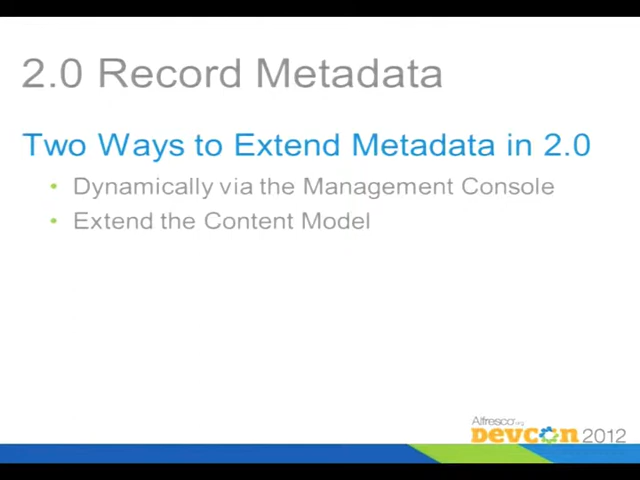 2.0 Record Metadata
Two Ways to Extend Metadata in 2.0
• Dynamically via the Management Console
• Extend the Content Model
Alfresco.org
DEVCON 2012